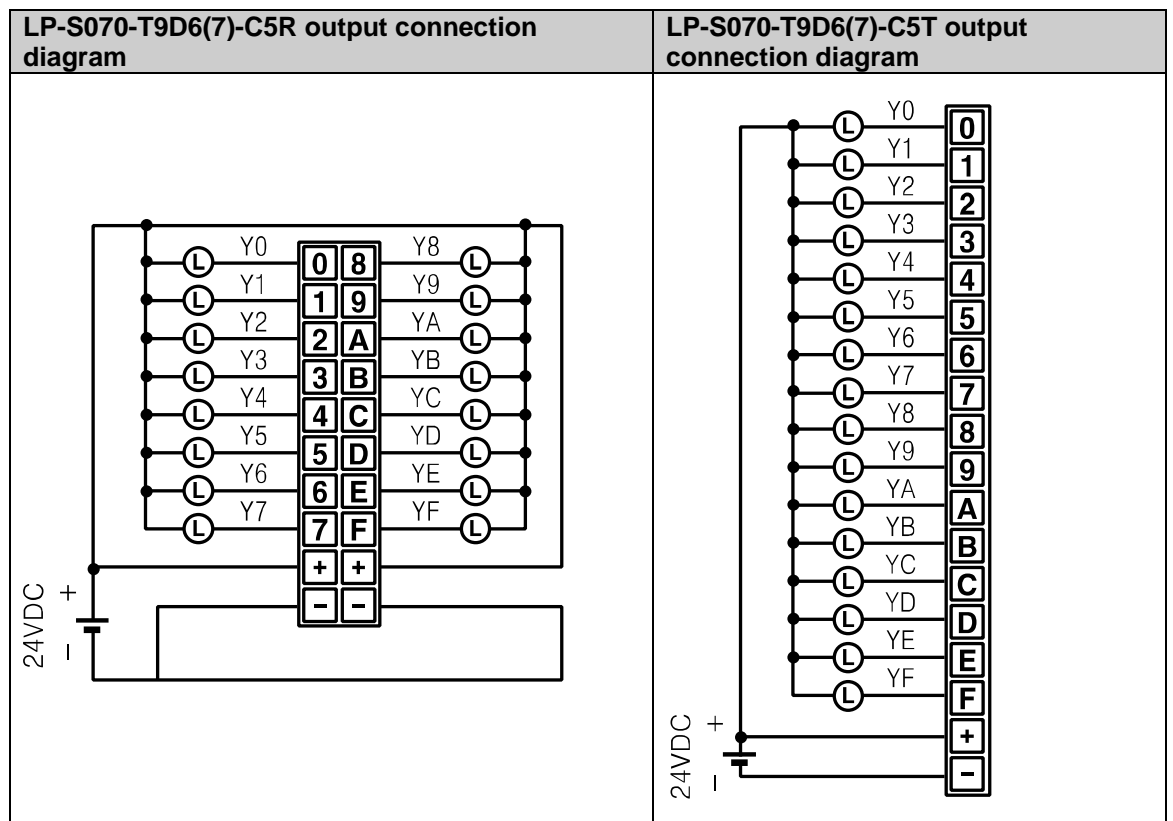 LP-S070-T9D6(7)-C5R output connection
diagram
LP-S070-T9D6(7)-C5T output
connection diagram
L Y0 0 8 Y8 L
L Y1 1 9 Y9 L
L Y2 2 A YA L
L Y3 3 B YB L
L Y4 4 C YC L
L Y5 5 D YD L
L Y6 6 E YE L
L Y7 7 F YF L
+ +
- -
24VDC
+
-
L Y0 0
L Y1 1
L Y2 2
L Y3 3
L Y4 4
L Y5 5
L Y6 6
L Y7 7
L Y8 8
L Y9 9
L YA A
L YB B
L YC C
L YD D
L YE E
L YF F
+
-
24VDC
+
-